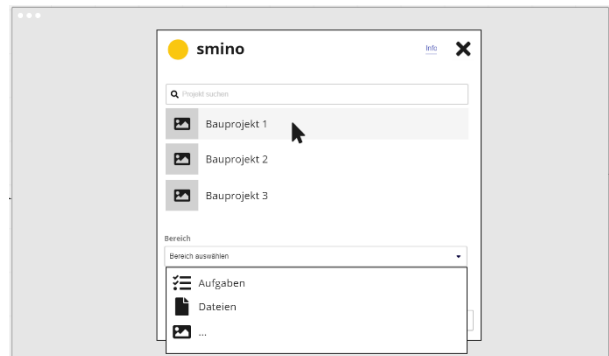 smino
Info
Projekt suchen
Bauprojekt 1
Bauprojekt 2
Bauprojekt 3
Bereich
Bereich auswählen
Aufgaben
Dateien
...